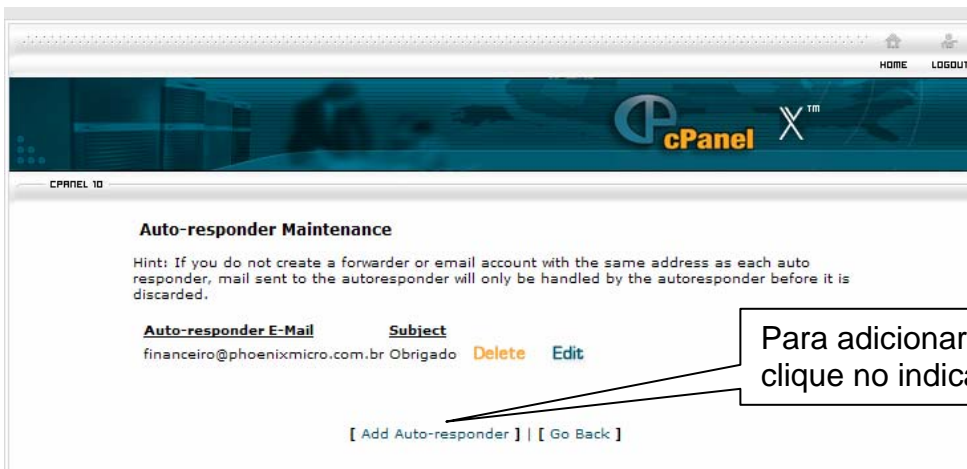 HOME LOGOUT
cPanel X™
CPANEL 10
Auto-responder Maintenance
Hint: If you do not create a forwarder or email account with the same address as each auto
responder, mail sent to the autoresponder will only be handled by the autoresponder before it is
discarded.
Auto-responder E-Mail Subject
financeiro@phoenixmicro.com.br Obrigado Delete Edit
Para adicionar
clique no indica
[ Add Auto-responder ] | [ Go Back ]